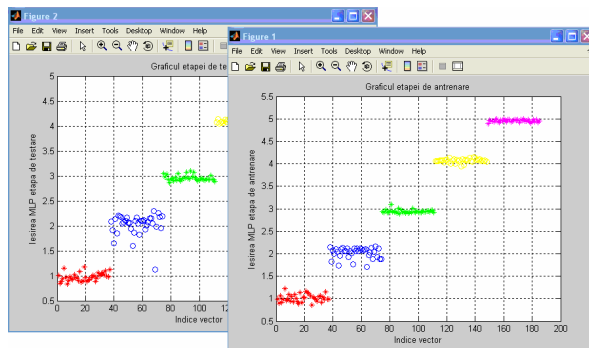 Figure 2
File Edit View Insert Tools Desktop Window Help
Graficul etapei de te
Iesirea MLP etapa de testare
5
4.5
4
3.5
3
2.5
2
1.5
1
0.5
0 20 40 60 80 100 12
Indice vector
Figure 1
File Edit View Insert Tools Desktop Window Help
Graficul etapei de antrenare
Iesirea MLP etapa de antrenare
5.5
5
4.5
4
3.5
3
2.5
2
1.5
1
0.5
0 20 40 60 80 100 120 140 160 180 200
Indice vector